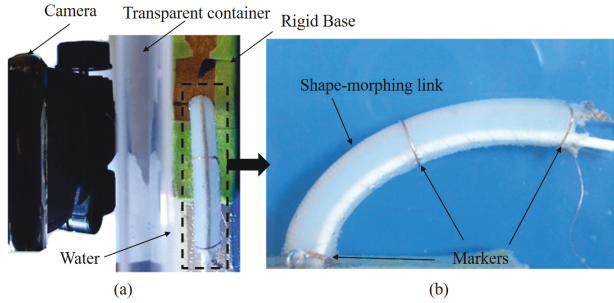 Camera
Transparent container
Rigid Base
Shape-morphing link
Water
Markers
(a)
(b)